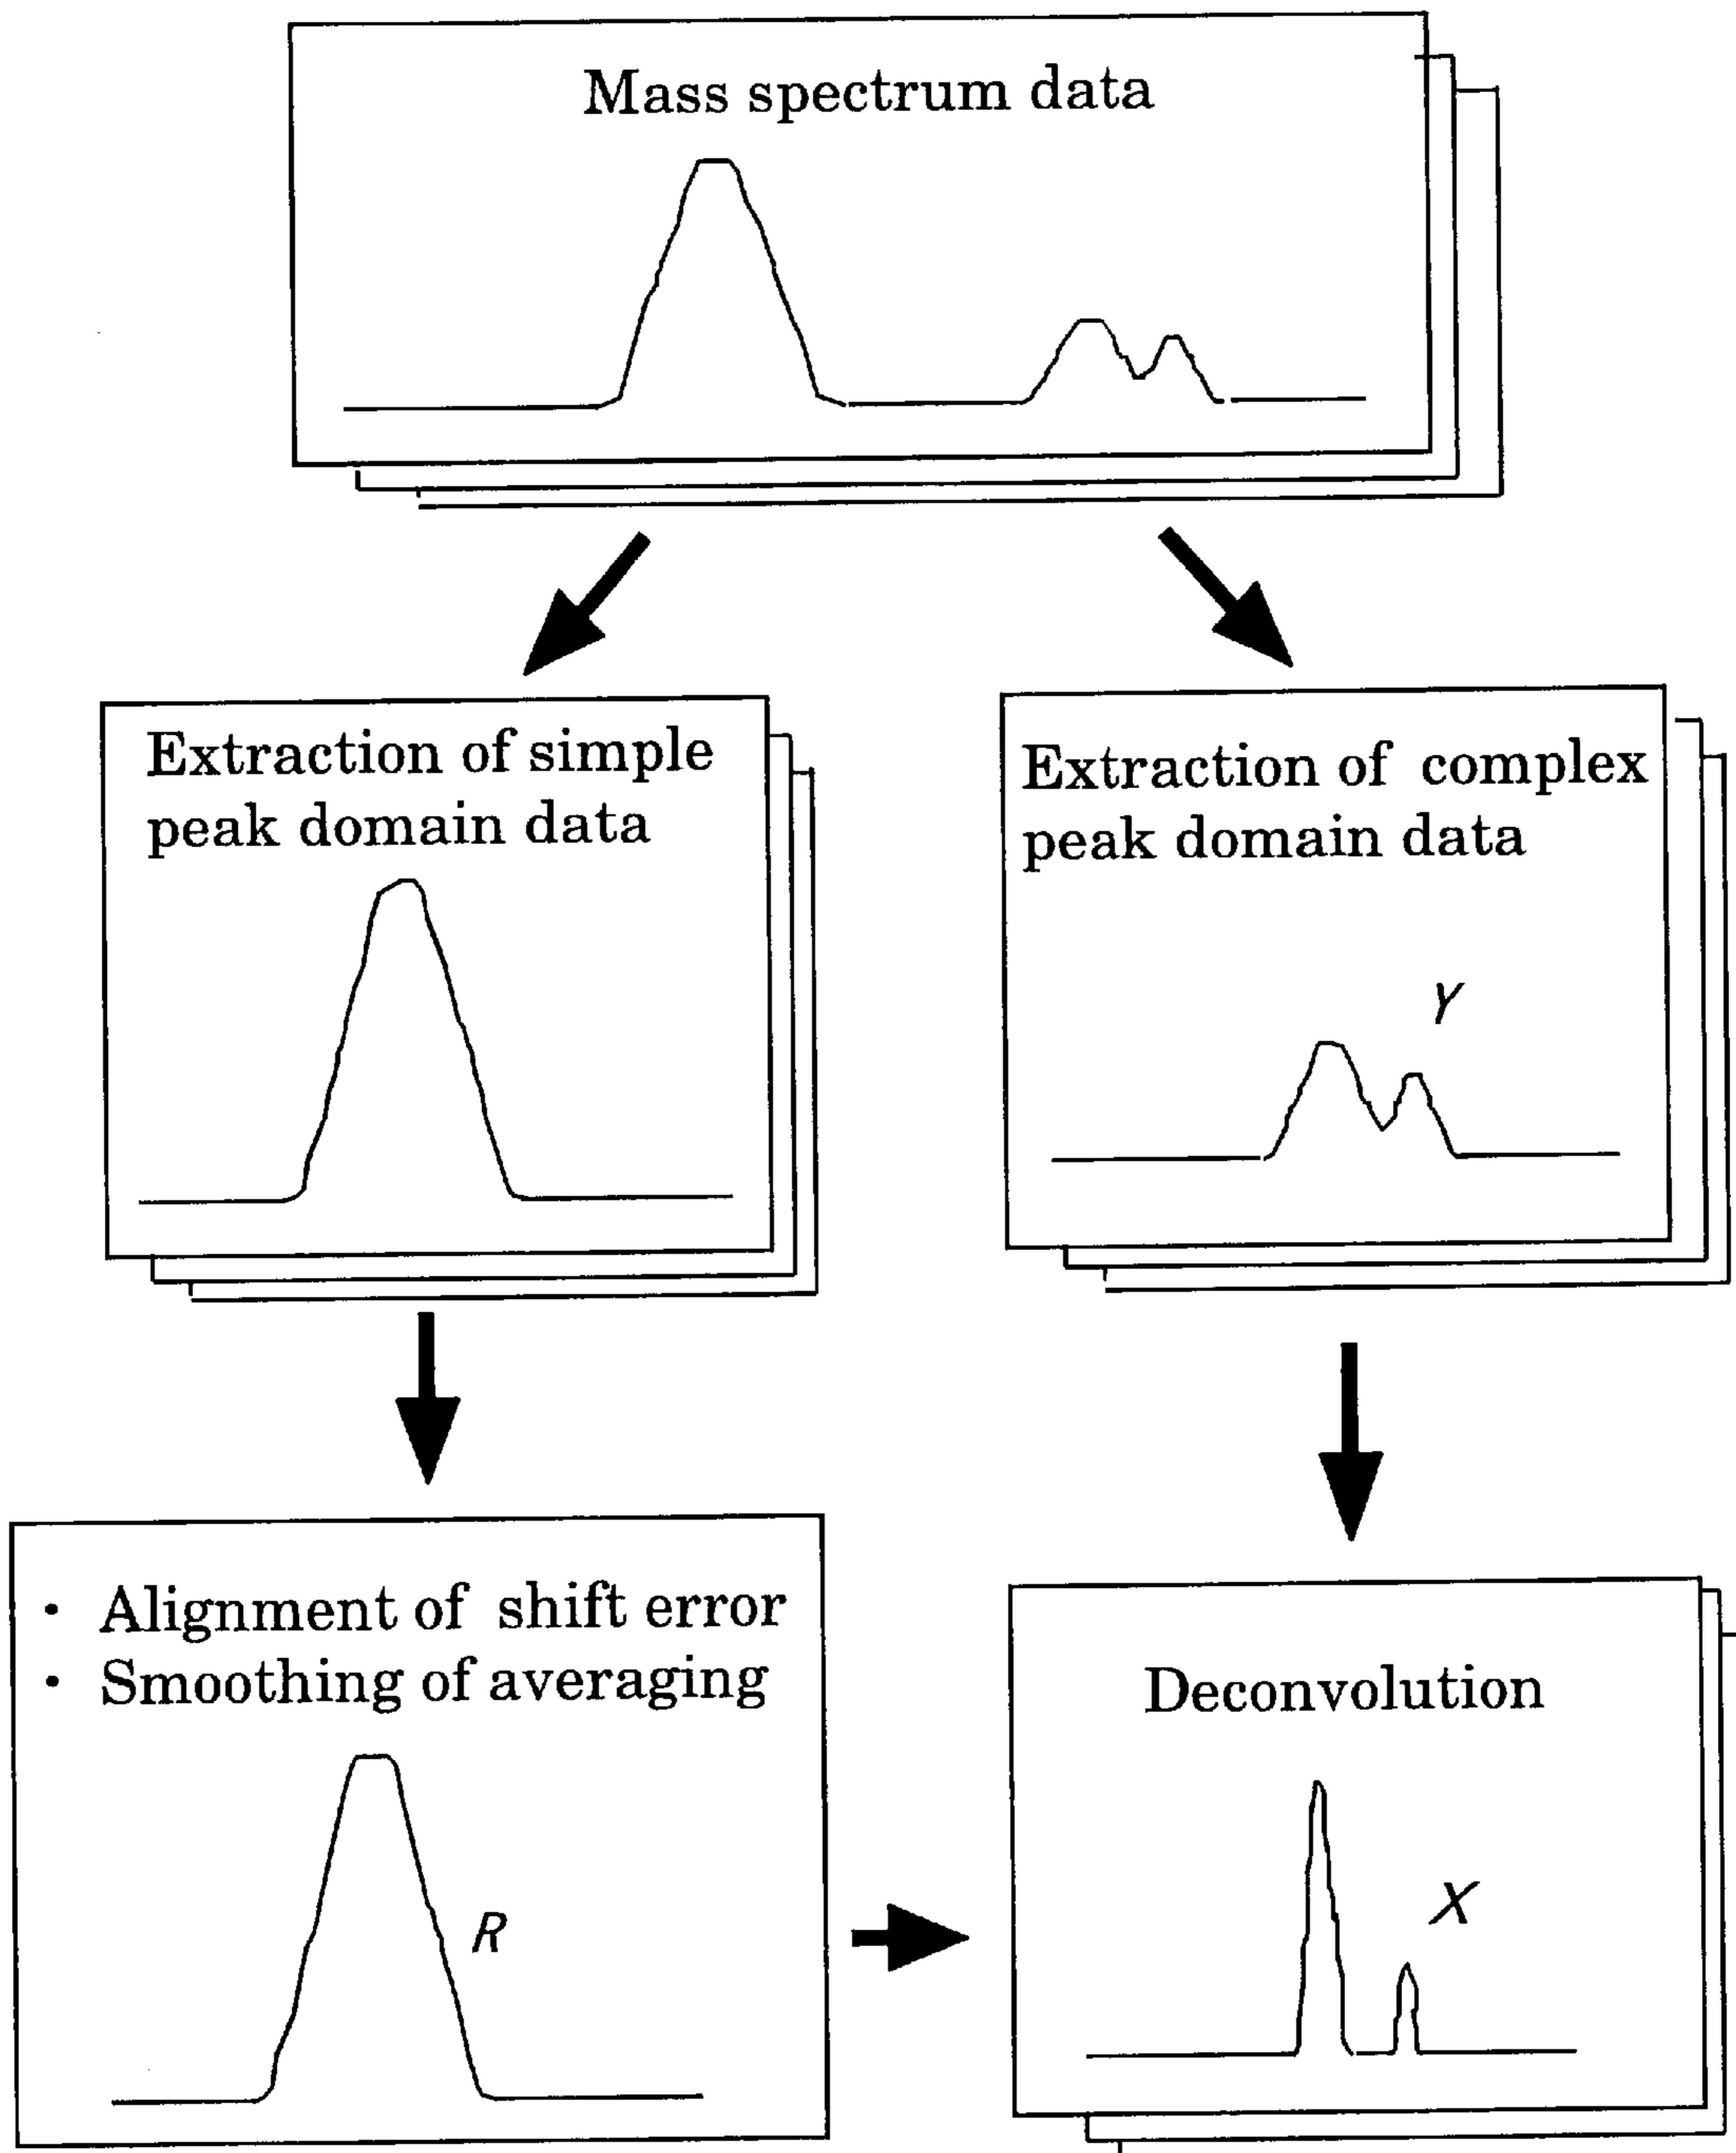 Mass spectrum data
Extraction of simple
peak domain data
Extraction of complex
peak domain data
Y
· Alignment of shift error
· Smoothing of averaging
R
Deconvolution
X